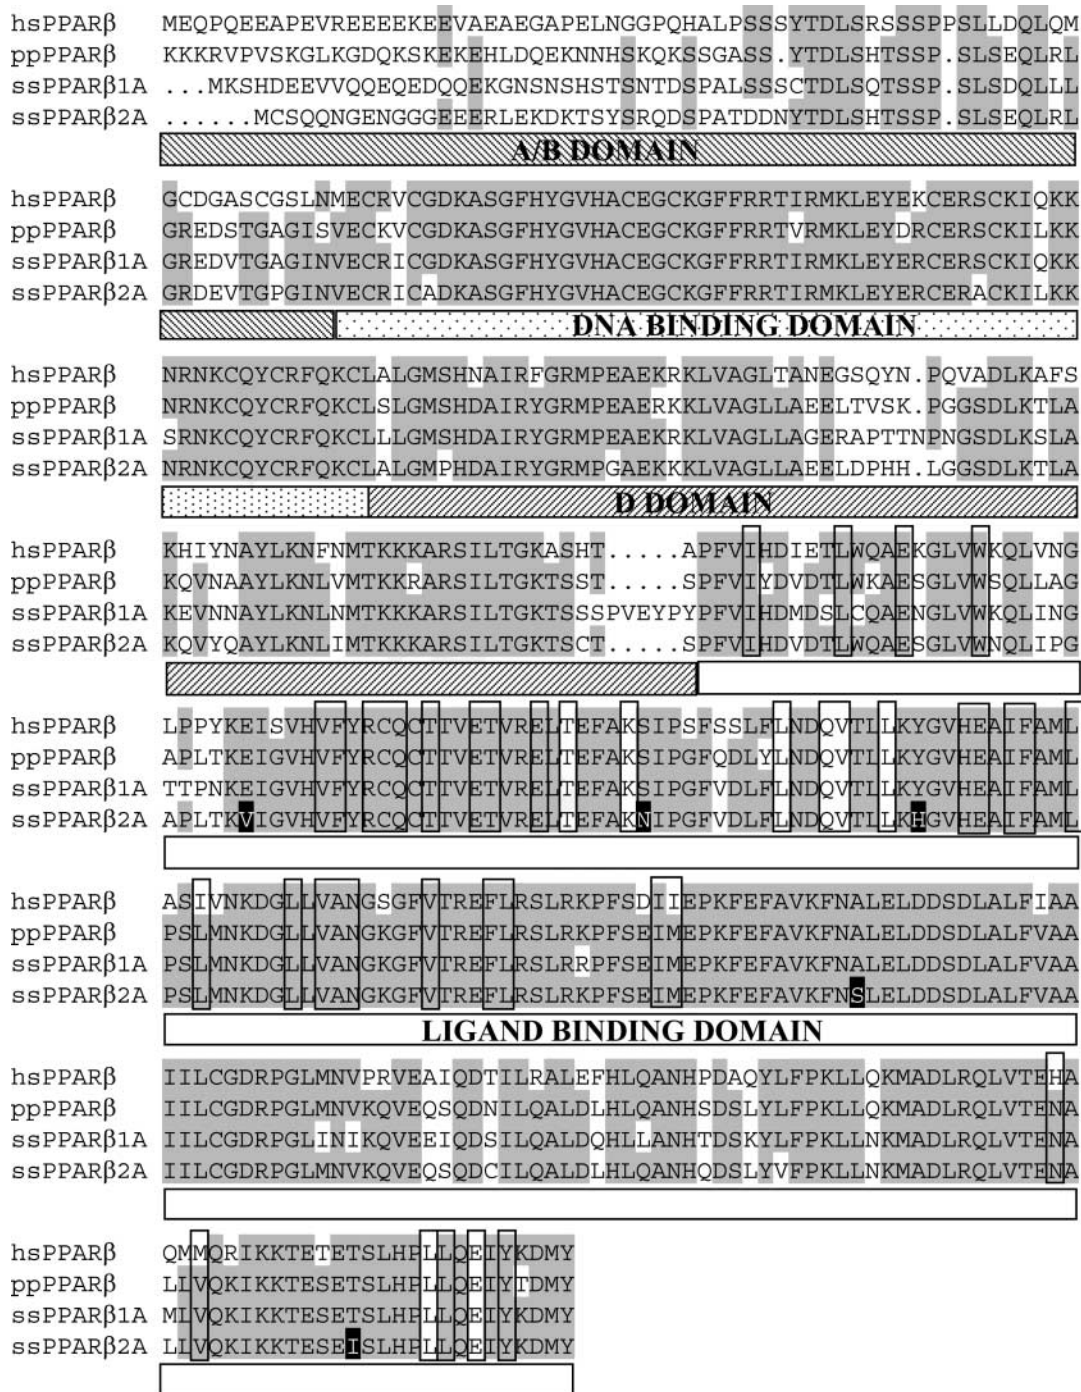 hsPPARβ MEQPQEEAPEVREEEEKEEVAEAEGAPELNGGPQHALPSSSYTDLSRSSSPPSLLDQLQM
ppPPARβ KKKRVPVSKGLKGDQKSKEKEHLDQEKNNHSKQKSSGASS.YTDLSHTSSP.SLSEQLRL
ssPPARβ1A ...MKSHDEEVVQQEQEDQQEKGNSNSHSTSNTDSPALSSSCTDLSQTSSP.SLSDQLLL
ssPPARβ2A ......MCSQQNGENGGGEEERLEKDKTSYSRQDSPATDDNYTDLSHTSSP.SLSEQLRL
A/B DOMAIN
hsPPARβ GCDGASCGSLNMECRVCGDKASGFHYGVHACEGCKGFFRRTIRMKLEYEKCERSCKIQKK
ppPPARβ GREDSTGAGISVECKVCGDKASGFHYGVHACEGCKGFFRRTVRMKLEYDRCERSCKILKK
ssPPARβ1A GREDVTGAGINVECRICGDKASGFHYGVHACEGCKGFFRRTIRMKLEYERCERSCKIQKK
ssPPARβ2A GRDEVTGPGINVECRICADKASGFHYGVHACEGCKGFFRRTIRMKLEYERCERACKILKK
DNA BINDING DOMAIN
hsPPARβ NRNKCQYCRFQKCLALGMSHNAIRFGRMPEAEKRKLVAGLTANEGSQYN.PQVADLKAFS
ppPPARβ NRNKCQYCRFQKCLSLGMSHDAIRYGRMPEAERKKLVAGLLAEELTVSK.PGGSDLKTLA
ssPPARβ1A SRNKCQYCRFQKCLLLGMSHDAIRYGRMPEAEKRKLVAGLLAGERAPTTNPNGSDLKSLA
ssPPARβ2A NRNKCQYCRFQKCLALGMPHDAIRYGRMPGAEKKKLVAGLLAEELDPHH.LGGSDLKTLA
D DOMAIN
hsPPARβ KHIYNAYLKNFNMTKKKARSILTGKASHT.....APFVIHDIETLWQAEKGLVWKQLVNG
ppPPARβ KQVNAAYLKNLVMTKKRARSILTGKTSST.....SPFVIYDVDTLWKAESGLVWSQLLAG
ssPPARβ1A KEVNNAYLKNLNMTKKKARSILTGKTSSSPVEYPYPFVIHDMDSLCQAENGLVWKQLING
ssPPARβ2A KQVYQAYLKNLIMTKKKARSILTGKTSCT.....SPFVIHDVDTLWQAESGLVWNQLIPG
hsPPARβ LPPYKEISVHVFYRCQCTTVETVRELTEFAKSIPSFSSLFLNDQVTLLKYGVHEAIFAML
ppPPARβ APLTKEIGVHVFYRCQCTTVETVRELTEFAKSIPGFQDLYLNDQVTLLKYGVHEAIFAML
ssPPARβ1A TTPNKEIGVHVFYRCQCTTVETVRELTEFAKSIPGFVDLFLNDQVTLLKYGVHEAIFAML
ssPPARβ2A APLTKVIGVHVFYRCQCTTVETVRELTEFAKNIPGFVDLFLNDQVTLLKHGVHEAIFAML
hsPPARβ ASIVNKDGLLVANGSGFVTREFLRSLRKPFSDIIEPKFEFAVKFNALELDDSDLALFIAA
ppPPARβ PSLMNKDGLLVANGKGFVTREFLRSLRKPFSEIMEPKFEFAVKFNALELDDSDLALFVAA
ssPPARβ1A PSLMNKDGLLVANGKGFVTREFLRSLRRPFSEIMEPKFEFAVKFNALELDDSDLALFVAA
ssPPARβ2A PSLMNKDGLLVANGKGFVTREFLRSLRKPFSEIMEPKFEFAVKFNSLELDDSDLALFVAA
LIGAND BINDING DOMAIN
hsPPARβ IILCGDRPGLMNVPRVEAIQDTILRALEFHLQANHPDAQYLFPKLLQKMADLRQLVTEHA
ppPPARβ IILCGDRPGLMNVKQVEQSQDNILQALDLHLQANHSDSLYLFPKLLQKMADLRQLVTENA
ssPPARβ1A IILCGDRPGLINIKQVEEIQDSILQALDQHLLANHTDSKYLFPKLLNKMADLRQLVTENA
ssPPARβ2A IILCGDRPGLMNVKQVEQSQDCILQALDLHLQANHQDSLYVFPKLLNKMADLRQLVTENA
hsPPARβ QMMQRIKKTETETSLHPLLQEIYKDMY
ppPPARβ LLVQKIKKTESETSLHPLLQEIYTDMY
ssPPARβ1A MLVQKIKKTESETSLHPLLQEIYKDMY
ssPPARβ2A LLVQKIKKTESEISLHPLLQEIYKDMY